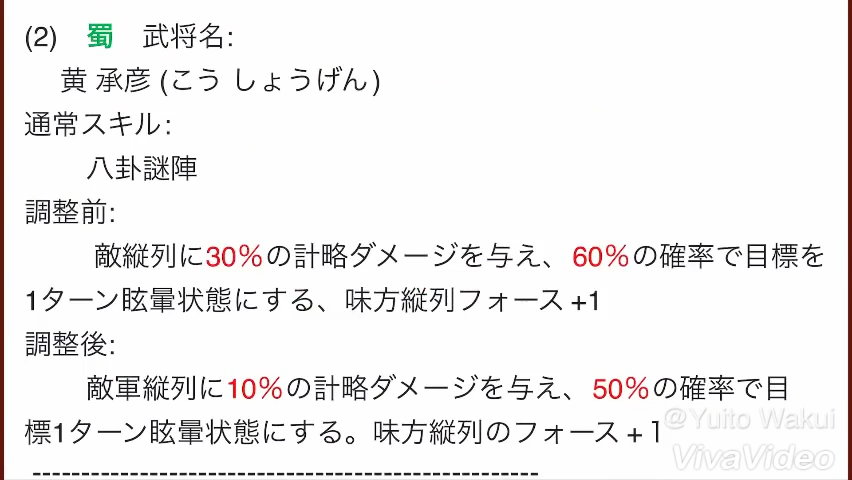 (2) 蜀 武将名:
黄 承彦 (こう しょうげん)
通常スキル:
八卦謎陣
調整前:
敵縦列に30%の計略ダメージを与え、60%の確率で目標を
1ターン眩暈状態にする、味方縦列フォース +1
調整後:
敵軍縦列に10%の計略ダメージを与え、50%の確率で目
標1ターン眩暈状態にする。味方縦列のフォース + 1
@Yuito Wakui
VivaVideo
--------------------------------------------------